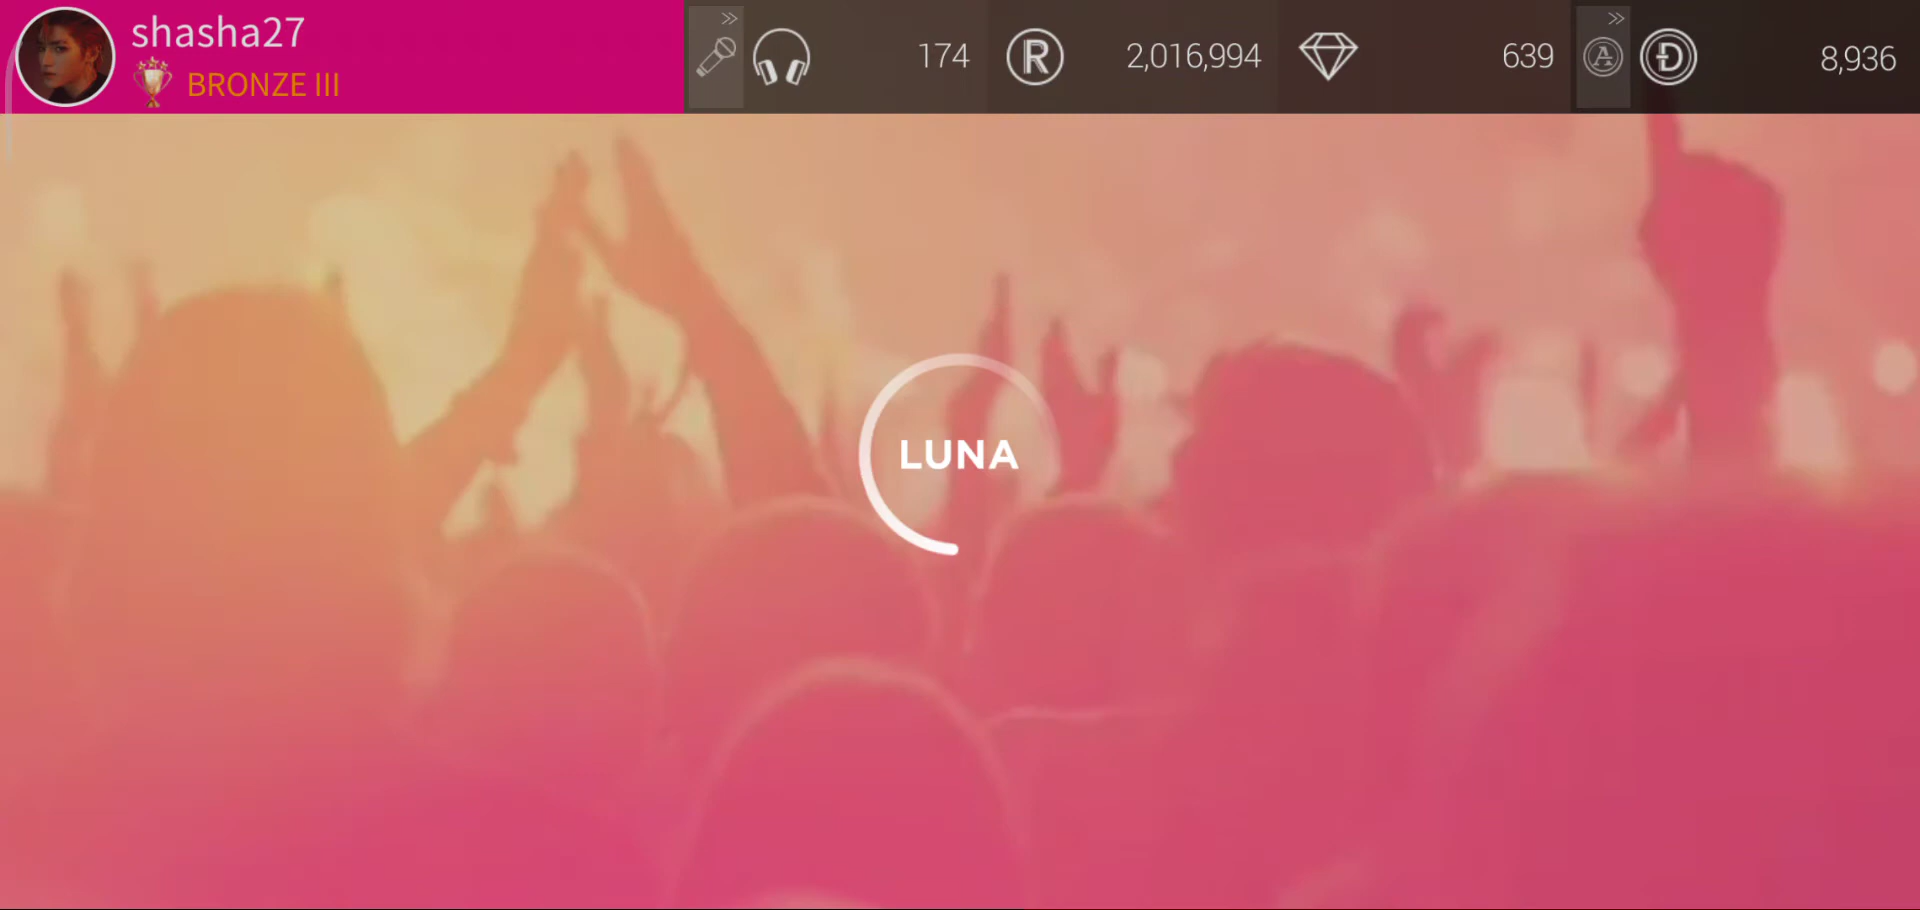 shasha27
BRONZE III
174
R
2,016,994
639
A
Đ
8,936
LUNA